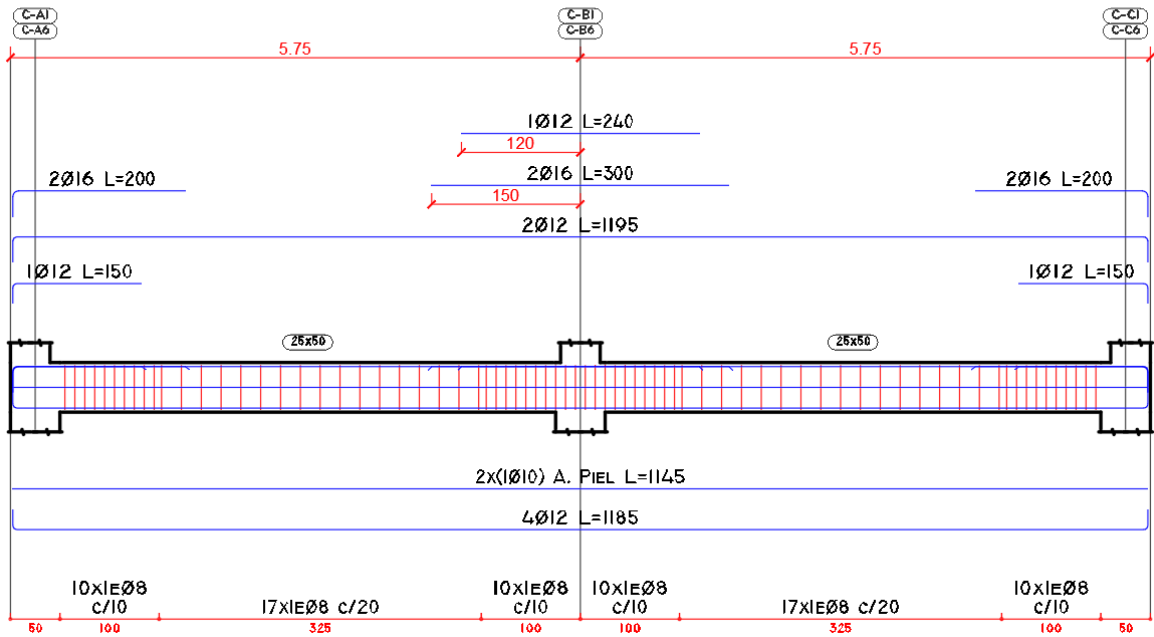 C-A1
C-A6
C-B1
C-B6
C-C1
C-C6
5.75
5.75
1Ø12 L=240
120
2Ø16 L=200
2Ø16 L=300
2Ø16 L=200
150
2Ø12 L=1195
1Ø12 L=150
1Ø12 L=150
25x50
25x50
2x(1Ø10) A. PIEL L=1145
4Ø12 L=1185
10x1EØ8
c/10
17x1EØ8 c/20
10x1EØ8
c/10
10x1EØ8
c/10
17x1EØ8 c/20
10x1EØ8
c/10
50
100
325
100
100
325
100
50